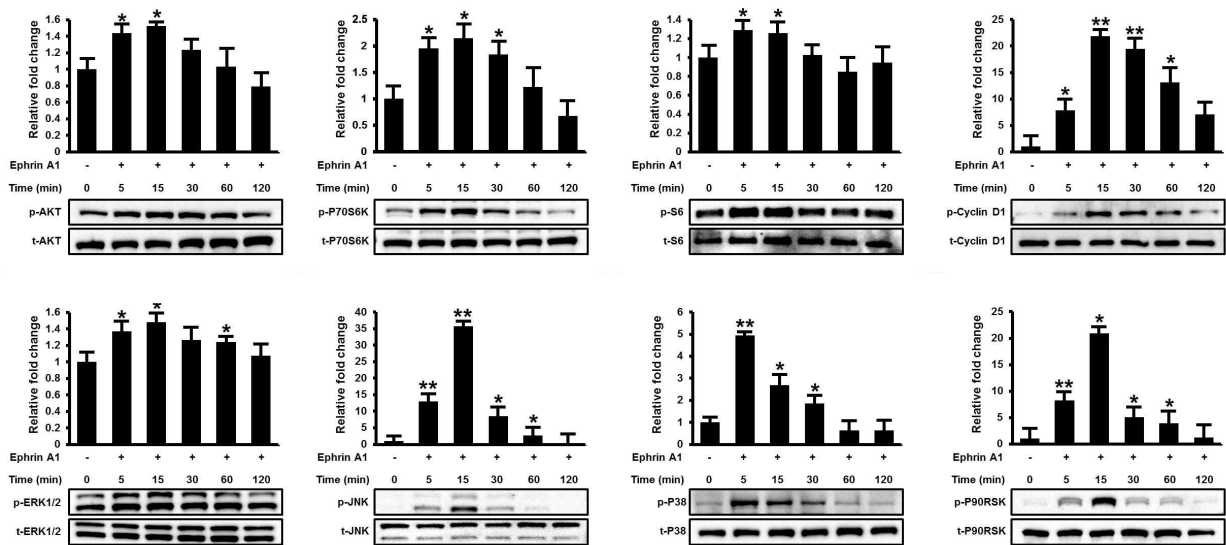 Relative fold change
1.6
1.4
1.2
1
0.8
0.6
0.4
0.2
0
* *
Ephrin A1 - + + + + +
Time (min) 0 5 15 30 60 120
p-AKT
t-AKT
Relative fold change
2.5
2
1.5
1
0.5
0
* * *
Ephrin A1 - + + + + +
Time (min) 0 5 15 30 60 120
p-P70S6K
t-P70S6K
Relative fold change
1.4
1.2
1
0.8
0.6
0.4
0.2
0
* *
Ephrin A1 - + + + + +
Time (min) 0 5 15 30 60 120
p-S6
t-S6
Relative fold change
25
20
15
10
5
0
* ** ** *
Ephrin A1 - + + + + +
Time (min) 0 5 15 30 60 120
p-Cyclin D1
t-Cyclin D1
Relative fold change
1.6
1.4
1.2
1
0.8
0.6
0.4
0.2
0
* * *
Ephrin A1 - + + + + +
Time (min) 0 5 15 30 60 120
p-ERK1/2
t-ERK1/2
Relative fold change
40
35
30
25
20
15
10
5
0
** ** * *
Ephrin A1 - + + + + +
Time (min) 0 5 15 30 60 120
p-JNK
t-JNK
Relative fold change
6
5
4
3
2
1
0
** * *
Ephrin A1 - + + + + +
Time (min) 0 5 15 30 60 120
p-P38
t-P38
Relative fold change
25
20
15
10
5
0
** * * *
Ephrin A1 - + + + + +
Time (min) 0 5 15 30 60 120
p-P90RSK
t-P90RSK